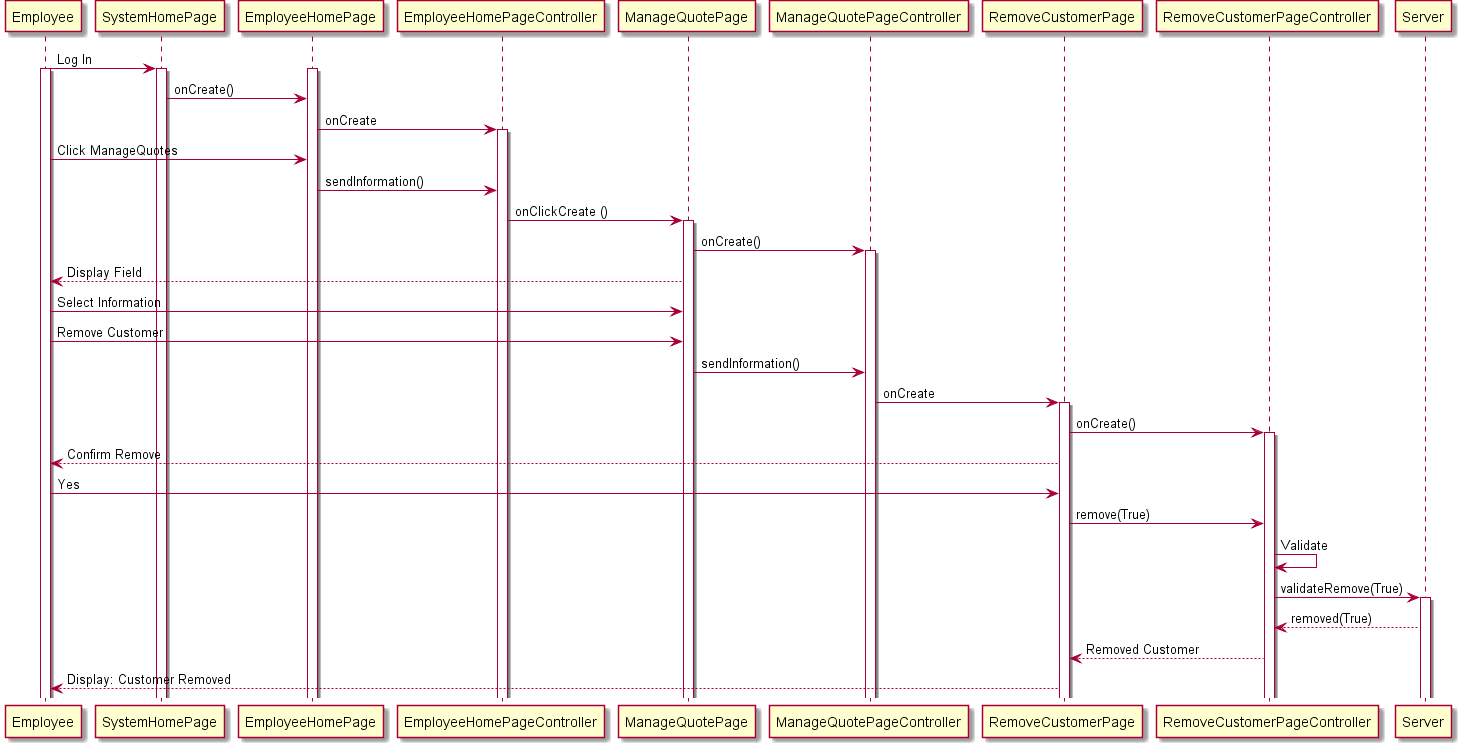 Employee
SystemHomePage
EmployeeHomePage
EmployeeHomePageController
ManageQuotePage
ManageQuotePageController
RemoveCustomerPage
RemoveCustomerPageController
Server
Log In
onCreate()
onCreate
Click ManageQuotes
sendInformation()
onClickCreate ()
onCreate()
Display Field
Select Information
Remove Customer
sendInformation()
onCreate
onCreate()
Confirm Remove
Yes
remove(True)
Validate
validateRemove(True)
removed(True)
Removed Customer
Display: Customer Removed
Employee
SystemHomePage
EmployeeHomePage
EmployeeHomePageController
ManageQuotePage
ManageQuotePageController
RemoveCustomerPage
RemoveCustomerPageController
Server